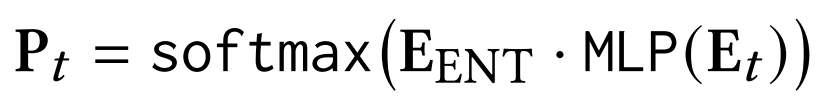 P_t = softmax(E_ENT · MLP(E_t))